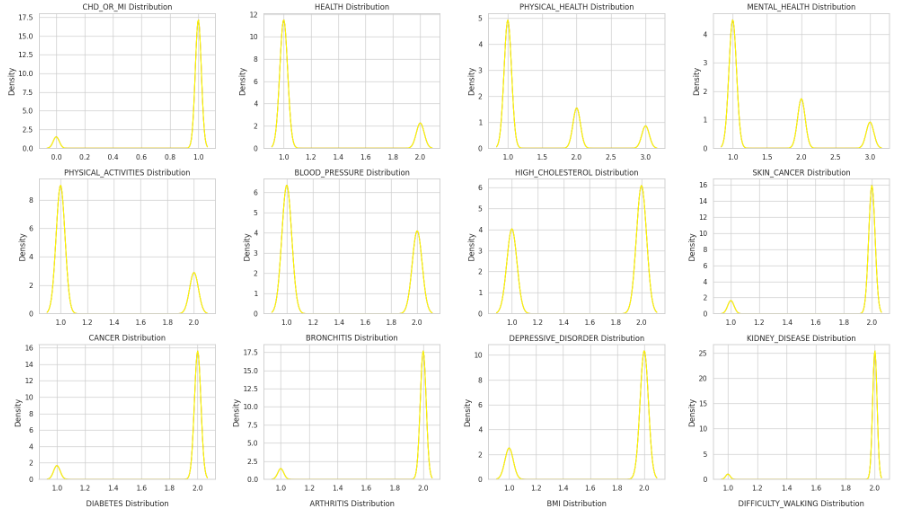 CHD_OR_MI Distribution
HEALTH Distribution
PHYSICAL_HEALTH Distribution
MENTAL_HEALTH Distribution
Density
17.5
15.0
12.5
10.0
7.5
5.0
2.5
0.0
0.0 0.2 0.4 0.6 0.8 1.0
Density
12
10
8
6
4
2
0
1.0 1.2 1.4 1.6 1.8 2.0
Density
5
4
3
2
1
0
1.0 1.5 2.0 2.5 3.0
Density
4
3
2
1
0
1.0 1.5 2.0 2.5 3.0
PHYSICAL_ACTIVITIES Distribution
BLOOD_PRESSURE Distribution
HIGH_CHOLESTEROL Distribution
SKIN_CANCER Distribution
Density
8
6
4
2
0
1.0 1.2 1.4 1.6 1.8 2.0
Density
6
5
4
3
2
1
0
1.0 1.2 1.4 1.6 1.8 2.0
Density
6
5
4
3
2
1
0
1.0 1.2 1.4 1.6 1.8 2.0
Density
16
14
12
10
8
6
4
2
0
1.0 1.2 1.4 1.6 1.8 2.0
CANCER Distribution
BRONCHITIS Distribution
DEPRESSIVE_DISORDER Distribution
KIDNEY_DISEASE Distribution
Density
16
14
12
10
8
6
4
2
0
1.0 1.2 1.4 1.6 1.8 2.0
Density
17.5
15.0
12.5
10.0
7.5
5.0
2.5
0.0
1.0 1.2 1.4 1.6 1.8 2.0
Density
10
8
6
4
2
0
1.0 1.2 1.4 1.6 1.8 2.0
Density
25
20
15
10
5
0
1.0 1.2 1.4 1.6 1.8 2.0
DIABETES Distribution
ARTHRITIS Distribution
BMI Distribution
DIFFICULTY_WALKING Distribution